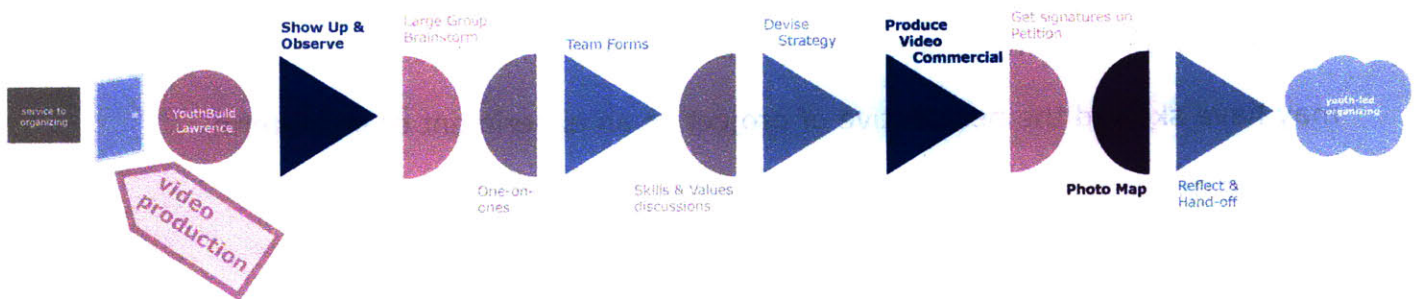 service to
organizing
YouthBuild
Lawrence
video
production
Show Up &
Observe
Large Group
Brainstorm
One-on-
ones
Team Forms
Skills & Values
discussions
Devise
Strategy
Produce
Video
Commercial
Get signatures on
Petition
Photo Map
Reflect &
Hand-off
youth-led
organizing